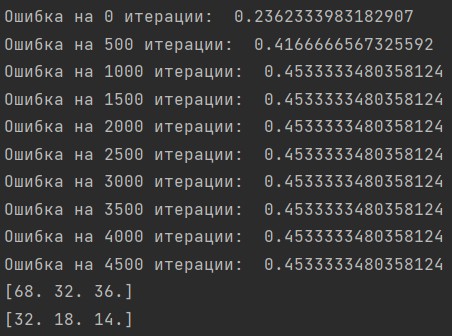 Ошибка на 0 итерации:  0.2362333983182907
Ошибка на 500 итерации:  0.4166666567325592
Ошибка на 1000 итерации:  0.4533333480358124
Ошибка на 1500 итерации:  0.4533333480358124
Ошибка на 2000 итерации:  0.4533333480358124
Ошибка на 2500 итерации:  0.4533333480358124
Ошибка на 3000 итерации:  0.4533333480358124
Ошибка на 3500 итерации:  0.4533333480358124
Ошибка на 4000 итерации:  0.4533333480358124
Ошибка на 4500 итерации:  0.4533333480358124
[68. 32. 36.]
[32. 18. 14.]